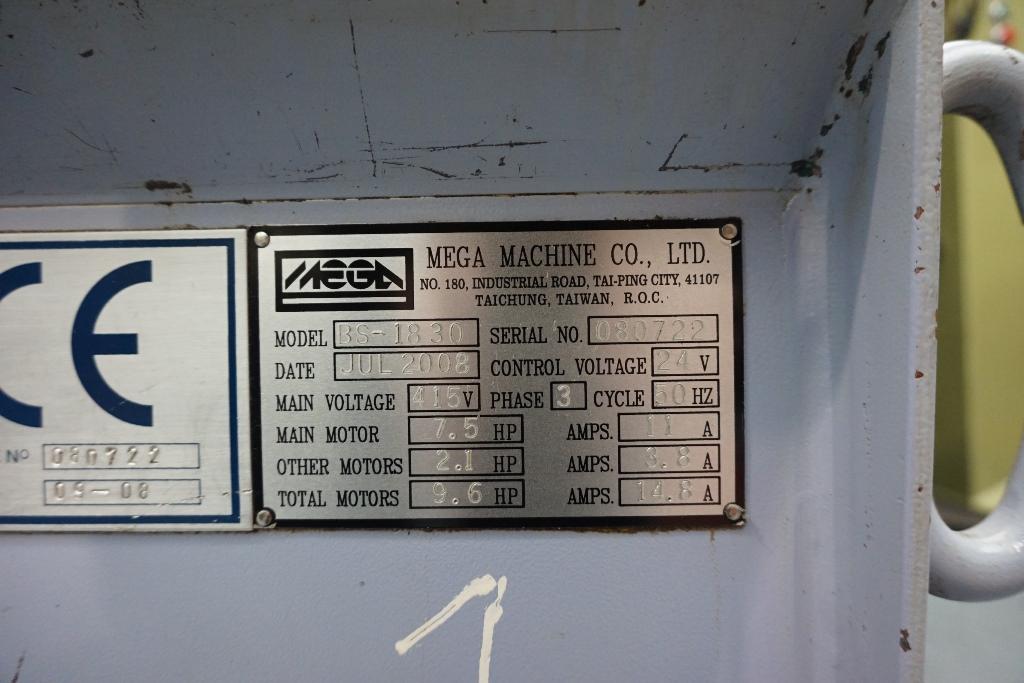 CE
Nº 080722
09-08
MEGA
MEGA MACHINE CO., LTD.
NO. 180, INDUSTRIAL ROAD, TAI-PING CITY, 41107
TAICHUNG, TAIWAN, R.O.C.
MODEL BS-1830 SERIAL NO. 080722
DATE JUL 2008 CONTROL VOLTAGE 24 V
MAIN VOLTAGE 415 V PHASE 3 CYCLE 50 HZ
MAIN MOTOR 7.5 HP AMPS. 11 A
OTHER MOTORS 2.1 HP AMPS. 3.8 A
TOTAL MOTORS 9.6 HP AMPS. 14.8 A
1